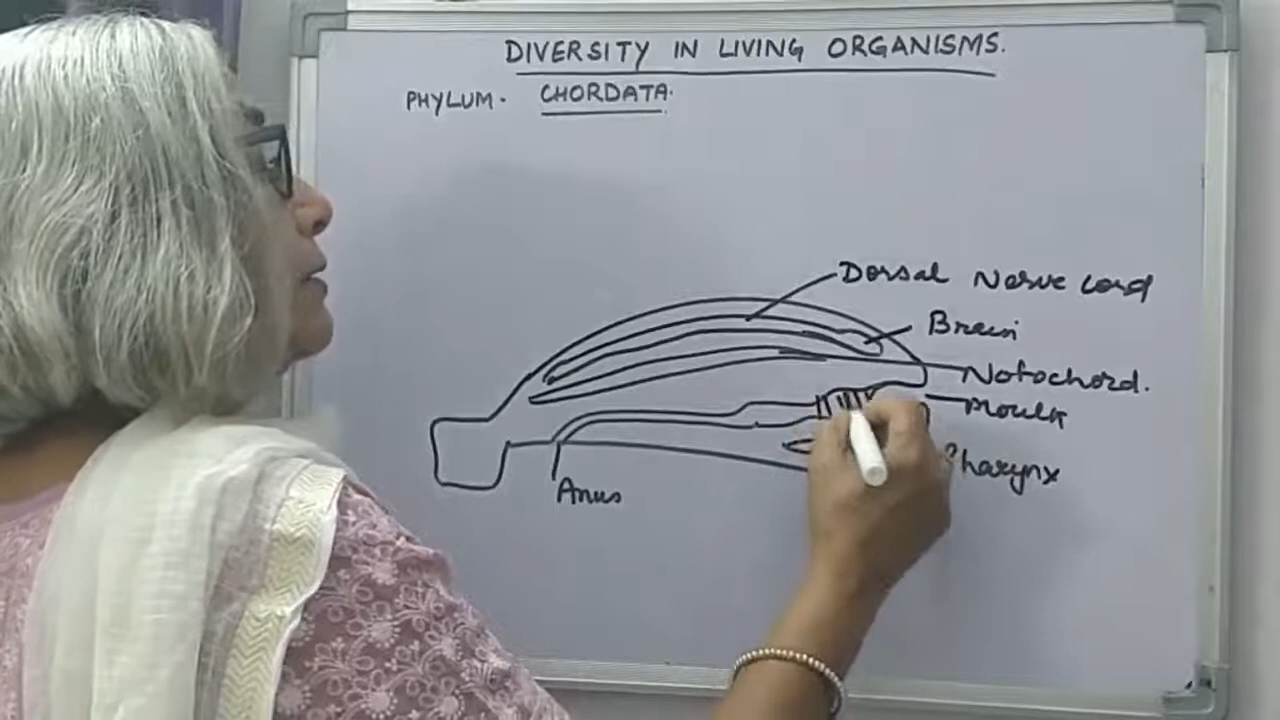 DIVERSITY IN LIVING ORGANISMS.
PHYLUM. CHORDATA.
Dorsal Nerve Cord
Brain
Notochord.
Mouth
Pharynx
Anus